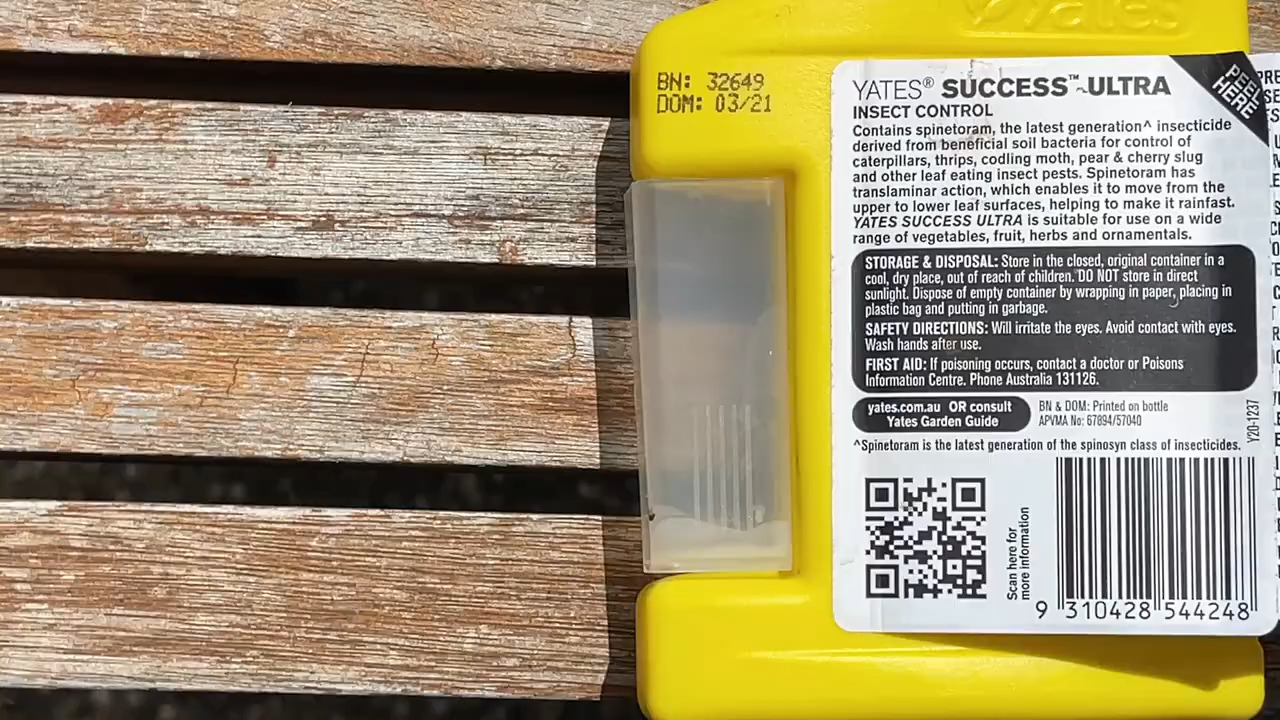 Yates
BN: 32649
DOM: 03/21
YATES® SUCCESS™ ULTRA
INSECT CONTROL
Contains spinetoram, the latest generation^ insecticide
derived from beneficial soil bacteria for control of
caterpillars, thrips, codling moth, pear & cherry slug
and other leaf eating insect pests. Spinetoram has
translaminar action, which enables it to move from the
upper to lower leaf surfaces, helping to make it rainfast.
YATES SUCCESS ULTRA is suitable for use on a wide
range of vegetables, fruit, herbs and ornamentals.
PEEL
HERE
STORAGE & DISPOSAL: Store in the closed, original container in a
cool, dry place, out of reach of children. DO NOT store in direct
sunlight. Dispose of empty container by wrapping in paper, placing in
plastic bag and putting in garbage.
SAFETY DIRECTIONS: Will irritate the eyes. Avoid contact with eyes.
Wash hands after use.
FIRST AID: If poisoning occurs, contact a doctor or Poisons
Information Centre. Phone Australia 131126.
yates.com.au OR consult
Yates Garden Guide
BN & DOM: Printed on bottle
APVMA No: 67894/57040
Y20-1237
^Spinetoram is the latest generation of the spinosyn class of insecticides.
Scan here for
more information
9 310428 544248